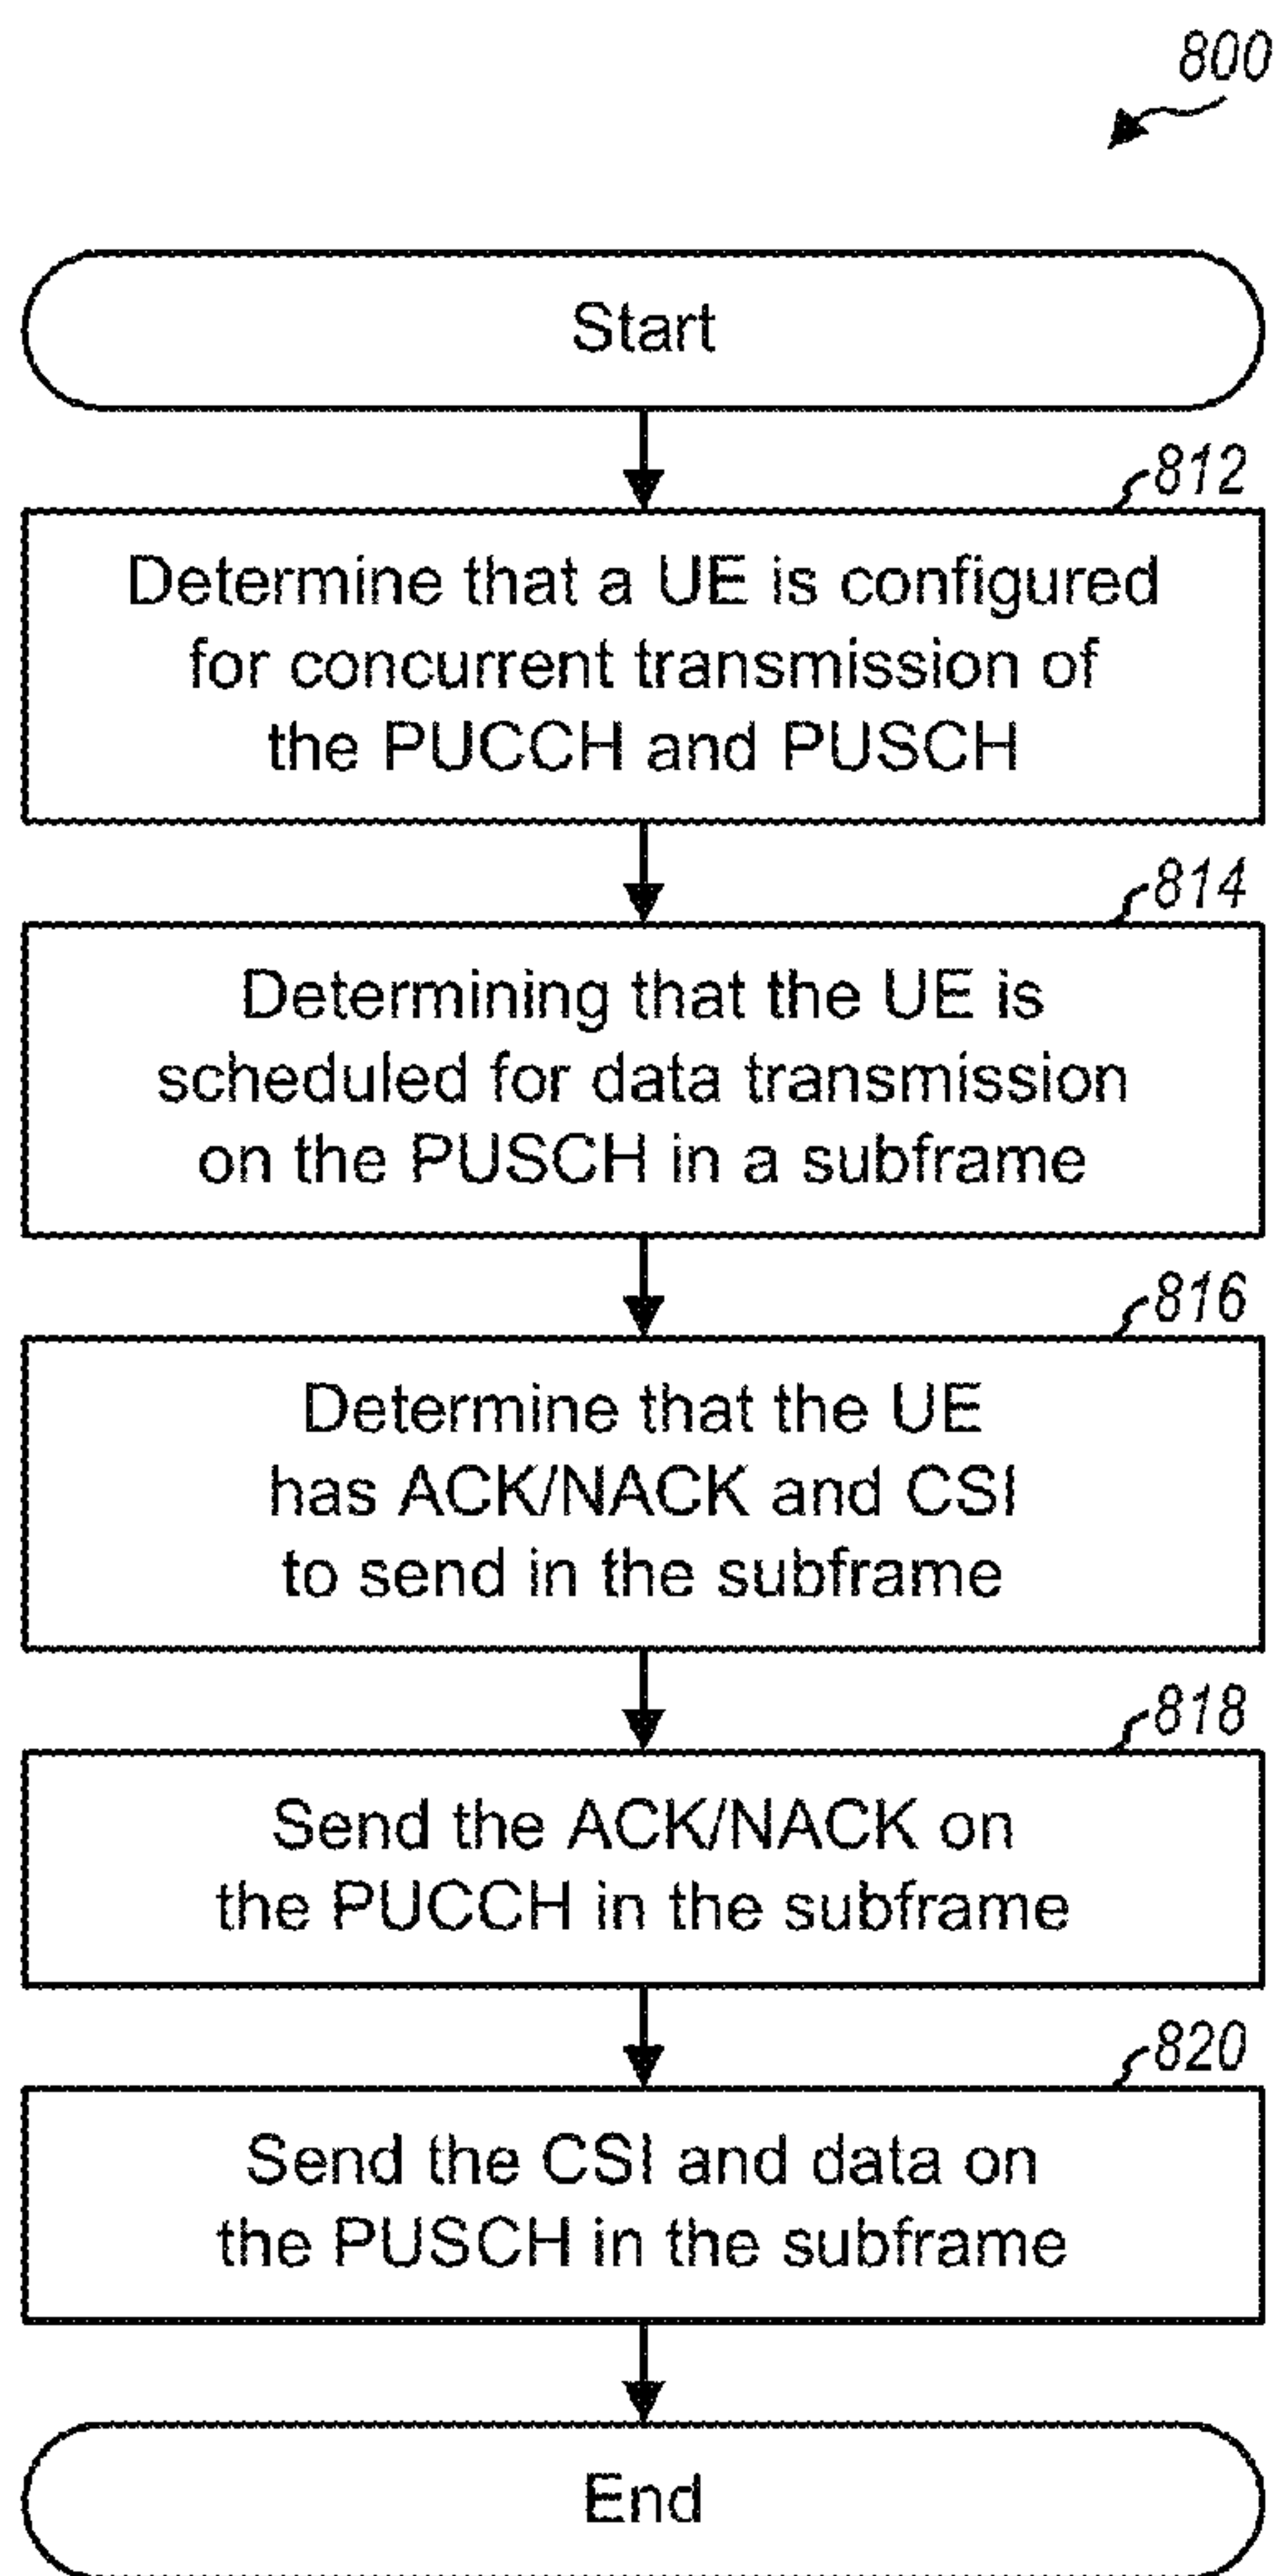 800
Start
812
Determine that a UE is configured
for concurrent transmission of
the PUCCH and PUSCH
814
Determining that the UE is
scheduled for data transmission
on the PUSCH in a subframe
816
Determine that the UE
has ACK/NACK and CSI
to send in the subframe
818
Send the ACK/NACK on
the PUCCH in the subframe
820
Send the CSI and data on
the PUSCH in the subframe
End